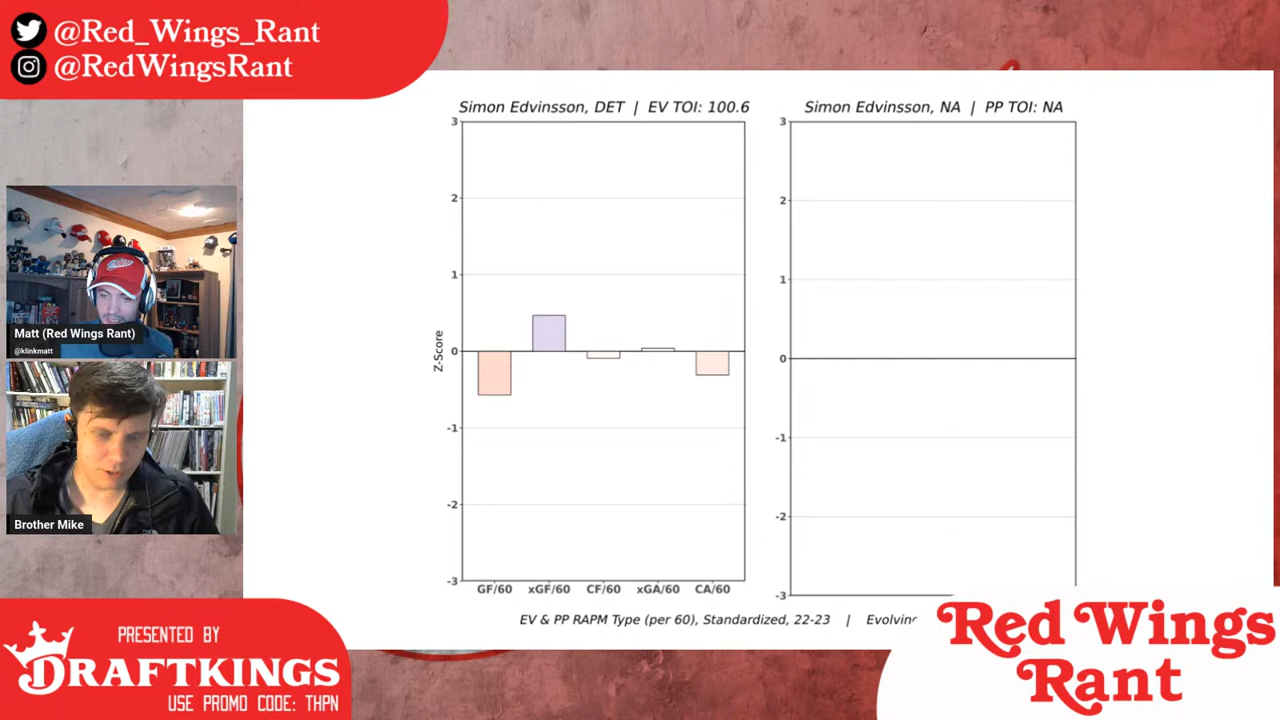 @Red_Wings_Rant
@RedWingsRant
Simon Edvinsson, DET | EV TOI: 100.6
Simon Edvinsson, NA | PP TOI: NA
3
2
1
0
-1
-2
-3
Z-Score
GF/60 xGF/60 CF/60 xGA/60 CA/60
3
2
1
0
-1
-2
-3
EV & PP RAPM Type (per 60), Standardized, 22-23 | Evolvin
Matt (Red Wings Rant)
@klinkmatt
Brother Mike
PRESENTED BY
DRAFTKINGS
USE PROMO CODE: THPN
Red Wings
Rant